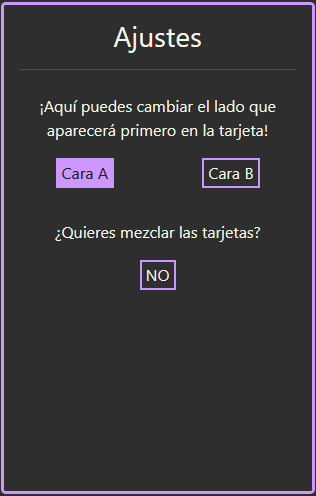 Ajustes
¡Aquí puedes cambiar el lado que
aparecerá primero en la tarjeta!
Cara A
Cara B
¿Quieres mezclar las tarjetas?
NO